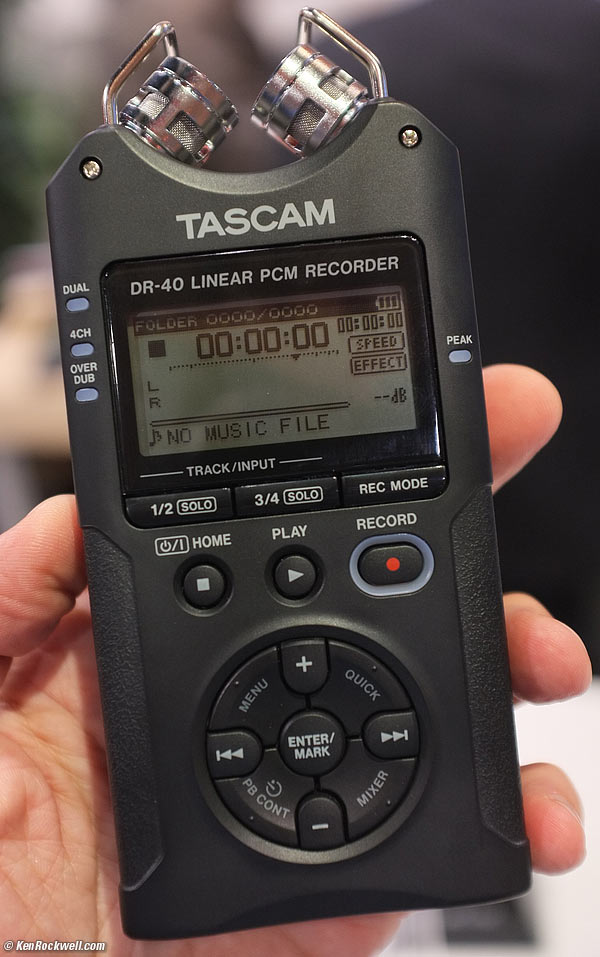 TASCAM
DR-40 LINEAR PCM RECORDER
DUAL
4CH
OVER
DUB
PEAK
FOLDER 0000/0000
00:00:00
00:00:00
SPEED
EFFECT
L
R
--dB
NO MUSIC FILE
TRACK/INPUT
1/2 SOLO
3/4 SOLO
REC MODE
⏻/I HOME
PLAY
RECORD
MENU
+
QUICK
ENTER/
MARK
PB CONT
−
MIXER
© KenRockwell.com